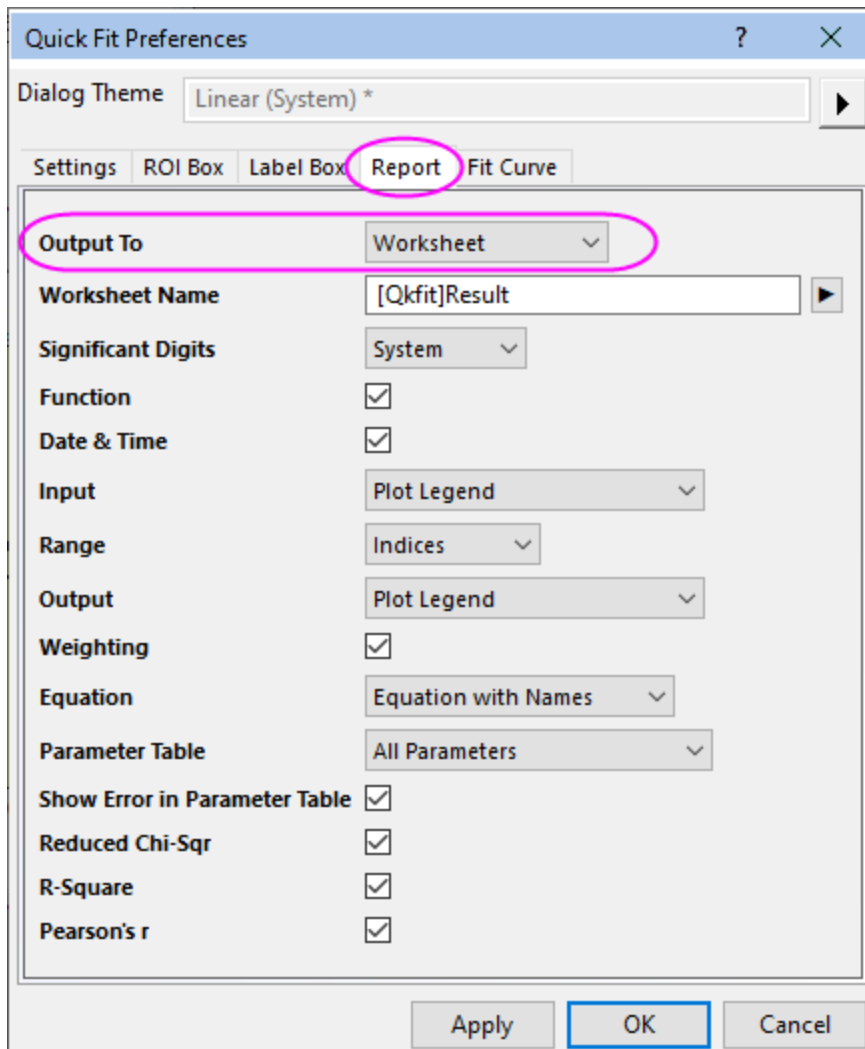 Quick Fit Preferences ?
Dialog Theme Linear (System) *
Settings ROI Box Label Box Report Fit Curve
Output To Worksheet
Worksheet Name [Qkfit]Result
Significant Digits System
Function
Date & Time
Input Plot Legend
Range Indices
Output Plot Legend
Weighting
Equation Equation with Names
Parameter Table All Parameters
Show Error in Parameter Table
Reduced Chi-Sqr
R-Square
Pearson's r
Apply OK Cancel